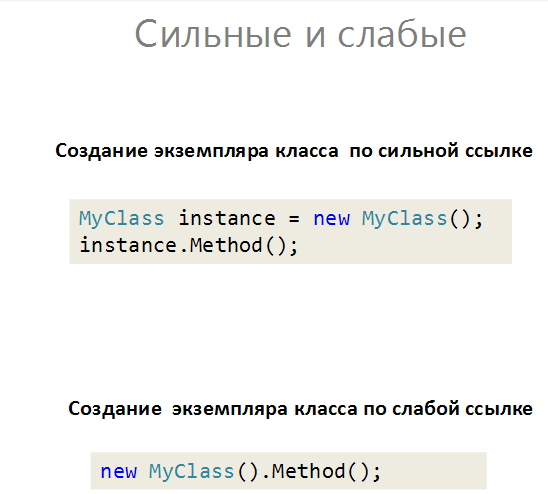 Сильные и слабые
Создание экземпляра класса по сильной ссылке
MyClass instance = new MyClass();
instance.Method();
Создание экземпляра класса по слабой ссылке
new MyClass().Method();